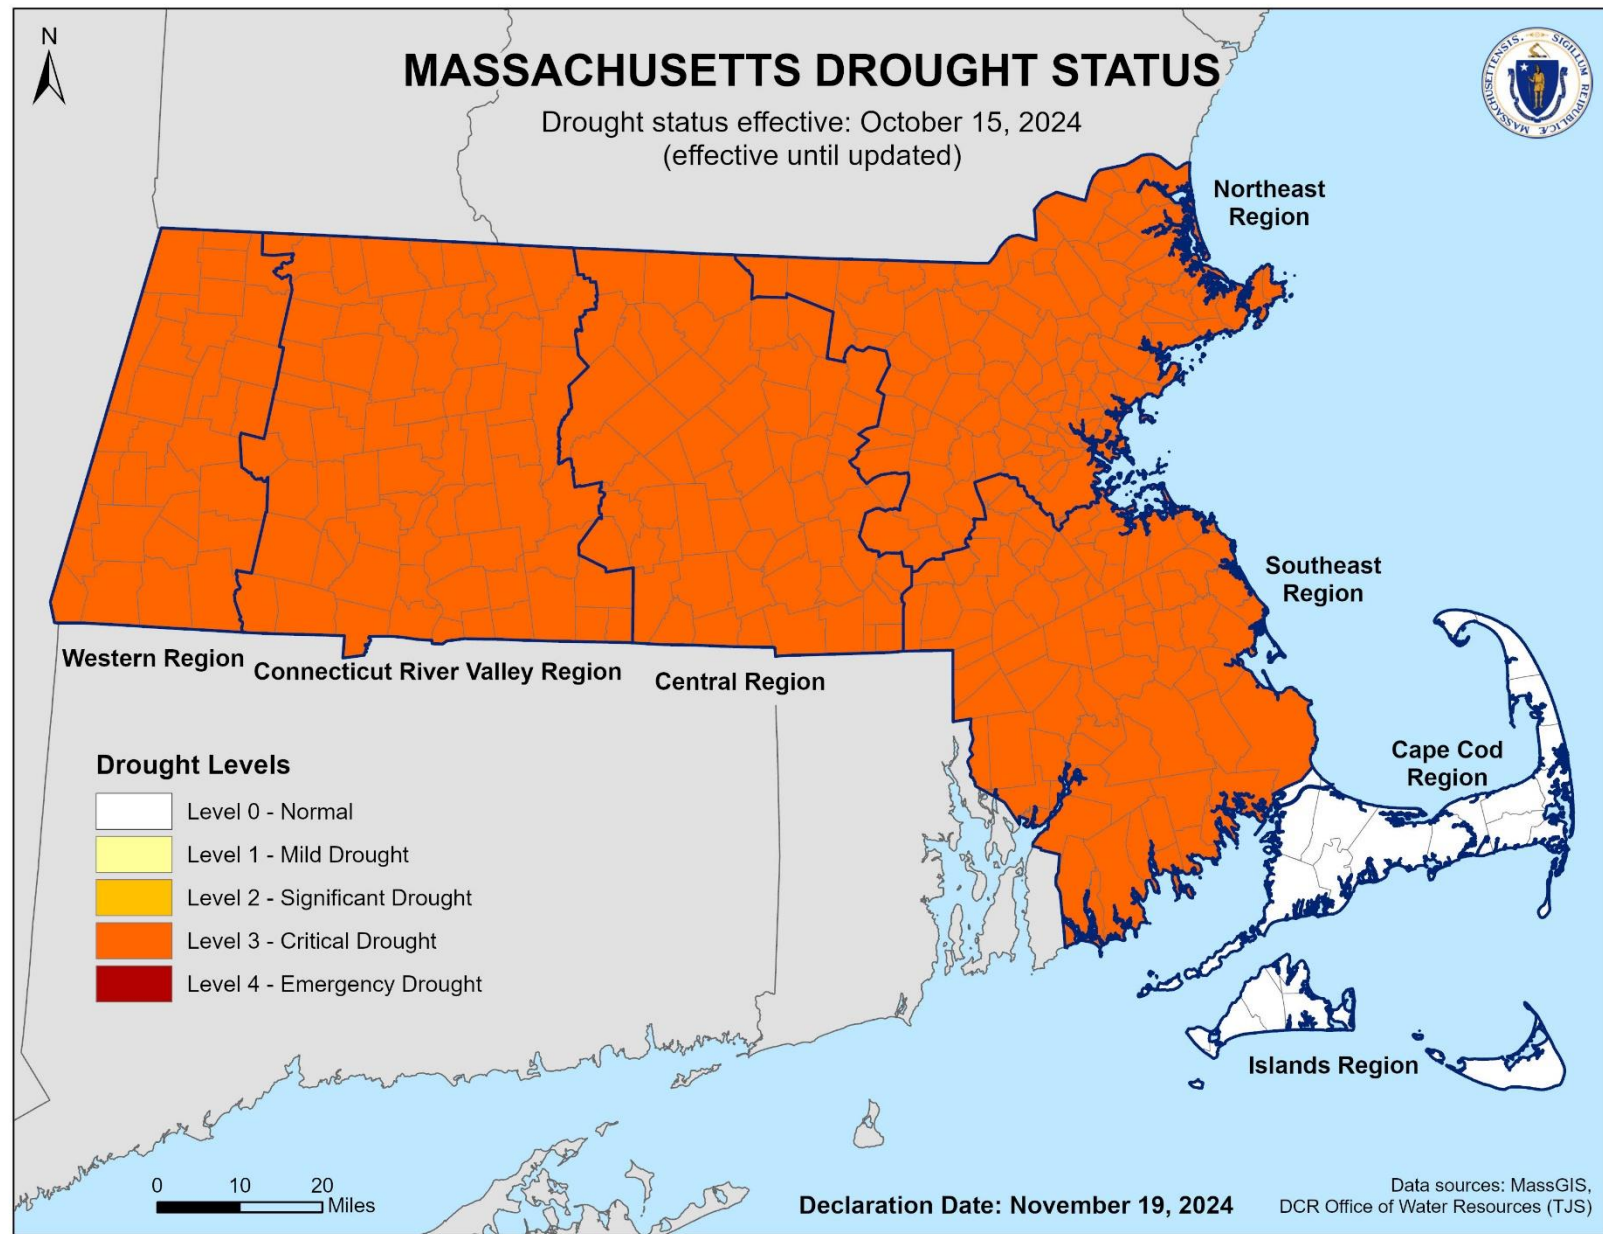 N
MASSACHUSETTS DROUGHT STATUS
Drought status effective: October 15, 2024
(effective until updated)
SIGILLUM REIPUBLICÆ MASSACHUSETTENSIS.
Northeast
Region
Southeast
Region
Cape Cod
Region
Islands Region
Western Region
Connecticut River Valley Region
Central Region
Drought Levels
Level 0 - Normal
Level 1 - Mild Drought
Level 2 - Significant Drought
Level 3 - Critical Drought
Level 4 - Emergency Drought
0 10 20
Miles
Declaration Date: November 19, 2024
Data sources: MassGIS,
DCR Office of Water Resources (TJS)